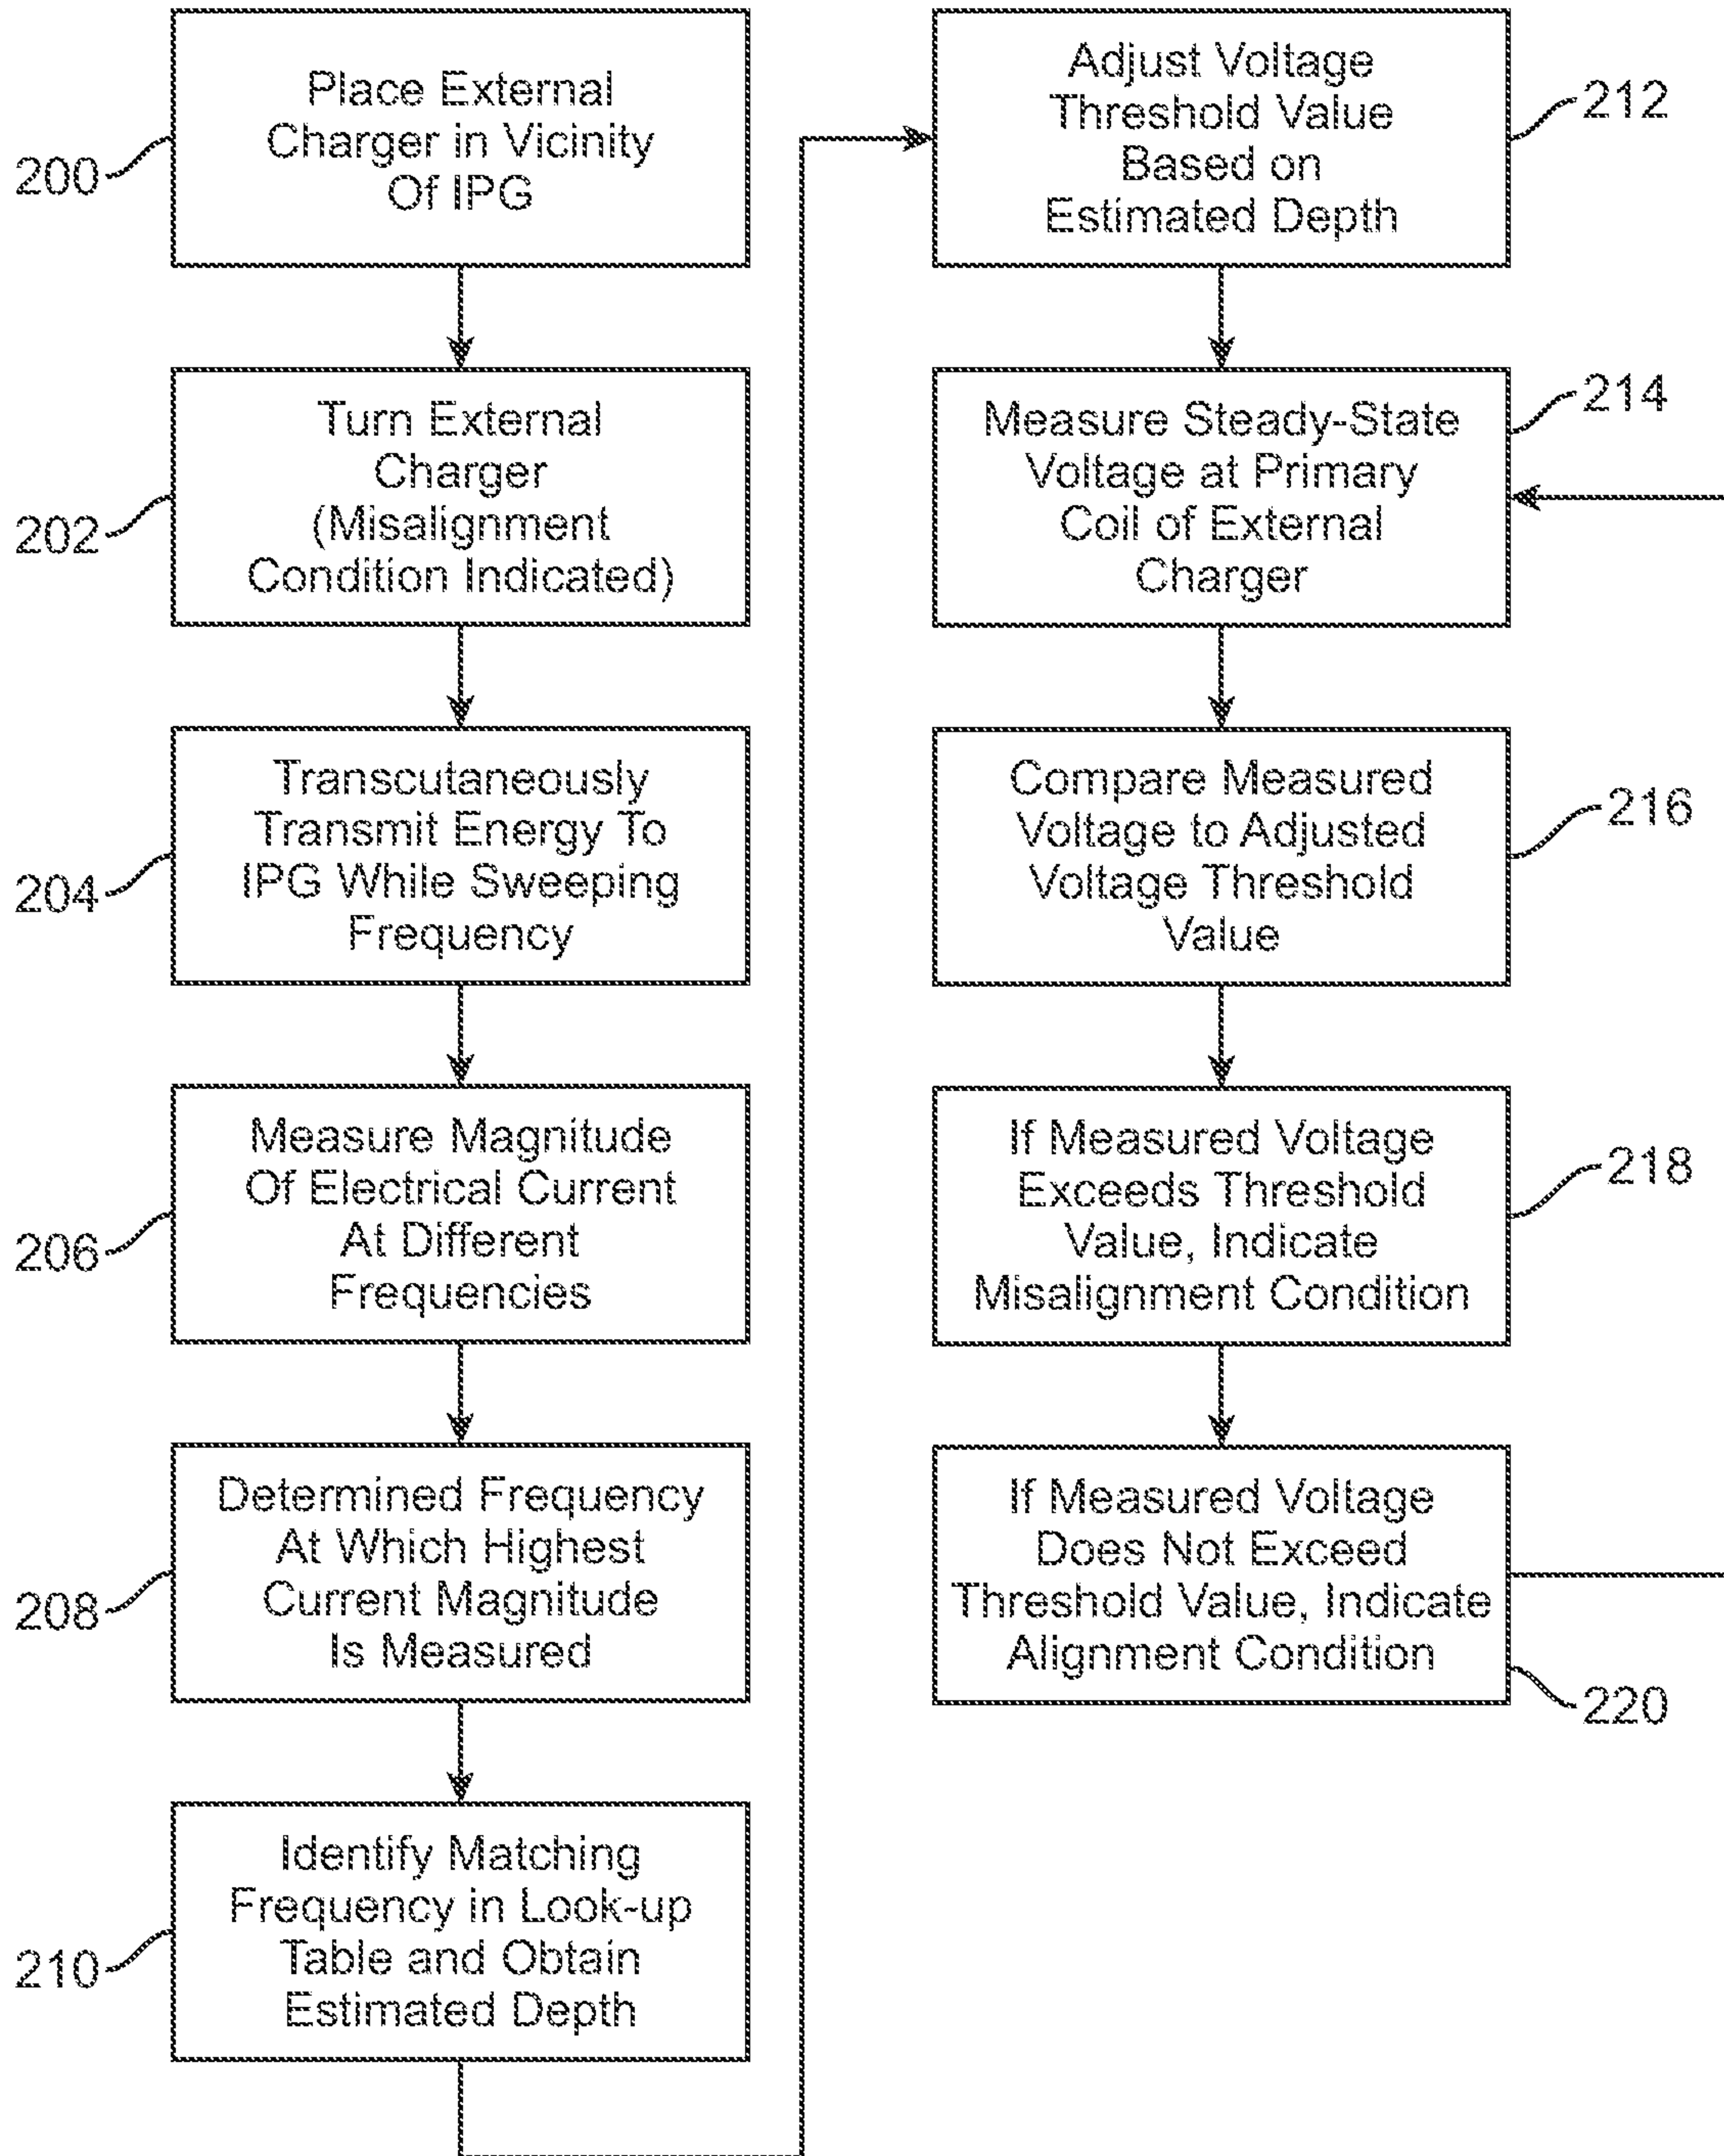 Place External
Charger in Vicinity
Of IPG
200
Turn External
Charger
(Misalignment
Condition Indicated)
202
Transcutaneously
Transmit Energy To
IPG While Sweeping
Frequency
204
Measure Magnitude
Of Electrical Current
At Different
Frequencies
206
Determined Frequency
At Which Highest
Current Magnitude
Is Measured
208
Identify Matching
Frequency in Look-up
Table and Obtain
Estimated Depth
210
Adjust Voltage
Threshold Value
Based on
Estimated Depth
212
Measure Steady-State
Voltage at Primary
Coil of External
Charger
214
Compare Measured
Voltage to Adjusted
Voltage Threshold
Value
216
If Measured Voltage
Exceeds Threshold
Value, Indicate
Misalignment Condition
218
If Measured Voltage
Does Not Exceed
Threshold Value, Indicate
Alignment Condition
220